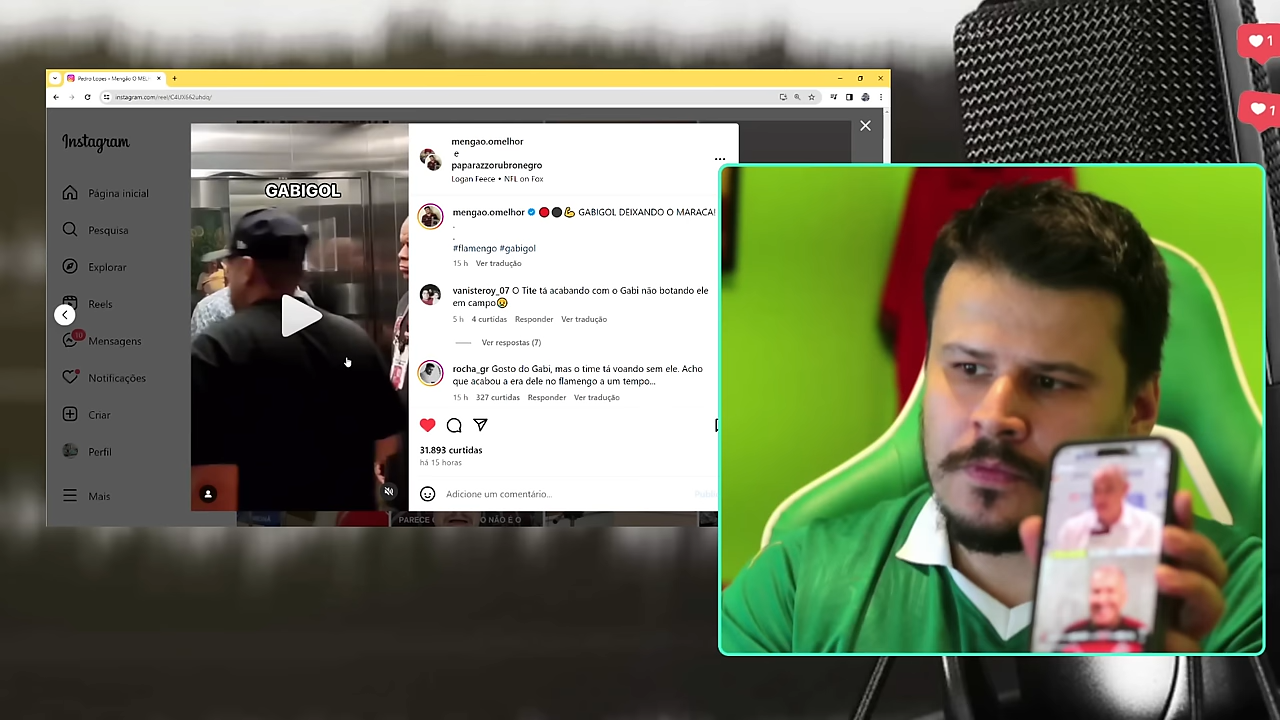 Pedro Lopes • Mengão O MEL
instagram.com/reel/C4UX662uhdq/
Instagram
Página inicial
Pesquisa
Explorar
Reels
10
Mensagens
Notificações
Criar
Perfil
Mais
GABIGOL
mengao.omelhor
e
paparazzorubronegro
Logan Feece • NFL on Fox
mengao.omelhor 🔴⚫💪 GABIGOL DEIXANDO O MARACA!
.
.
#flamengo #gabigol
15 h Ver tradução
vanisteroy_07 O Tite tá acabando com o Gabi não botando ele
em campo😢
5 h 4 curtidas Responder Ver tradução
Ver respostas (7)
rocha_gr Gosto do Gabi, mas o time tá voando sem ele. Acho
que acabou a era dele no flamengo a um tempo...
15 h 327 curtidas Responder Ver tradução
31.893 curtidas
há 15 horas
Adicione um comentário...
PARECE O NÃO É O
1
1